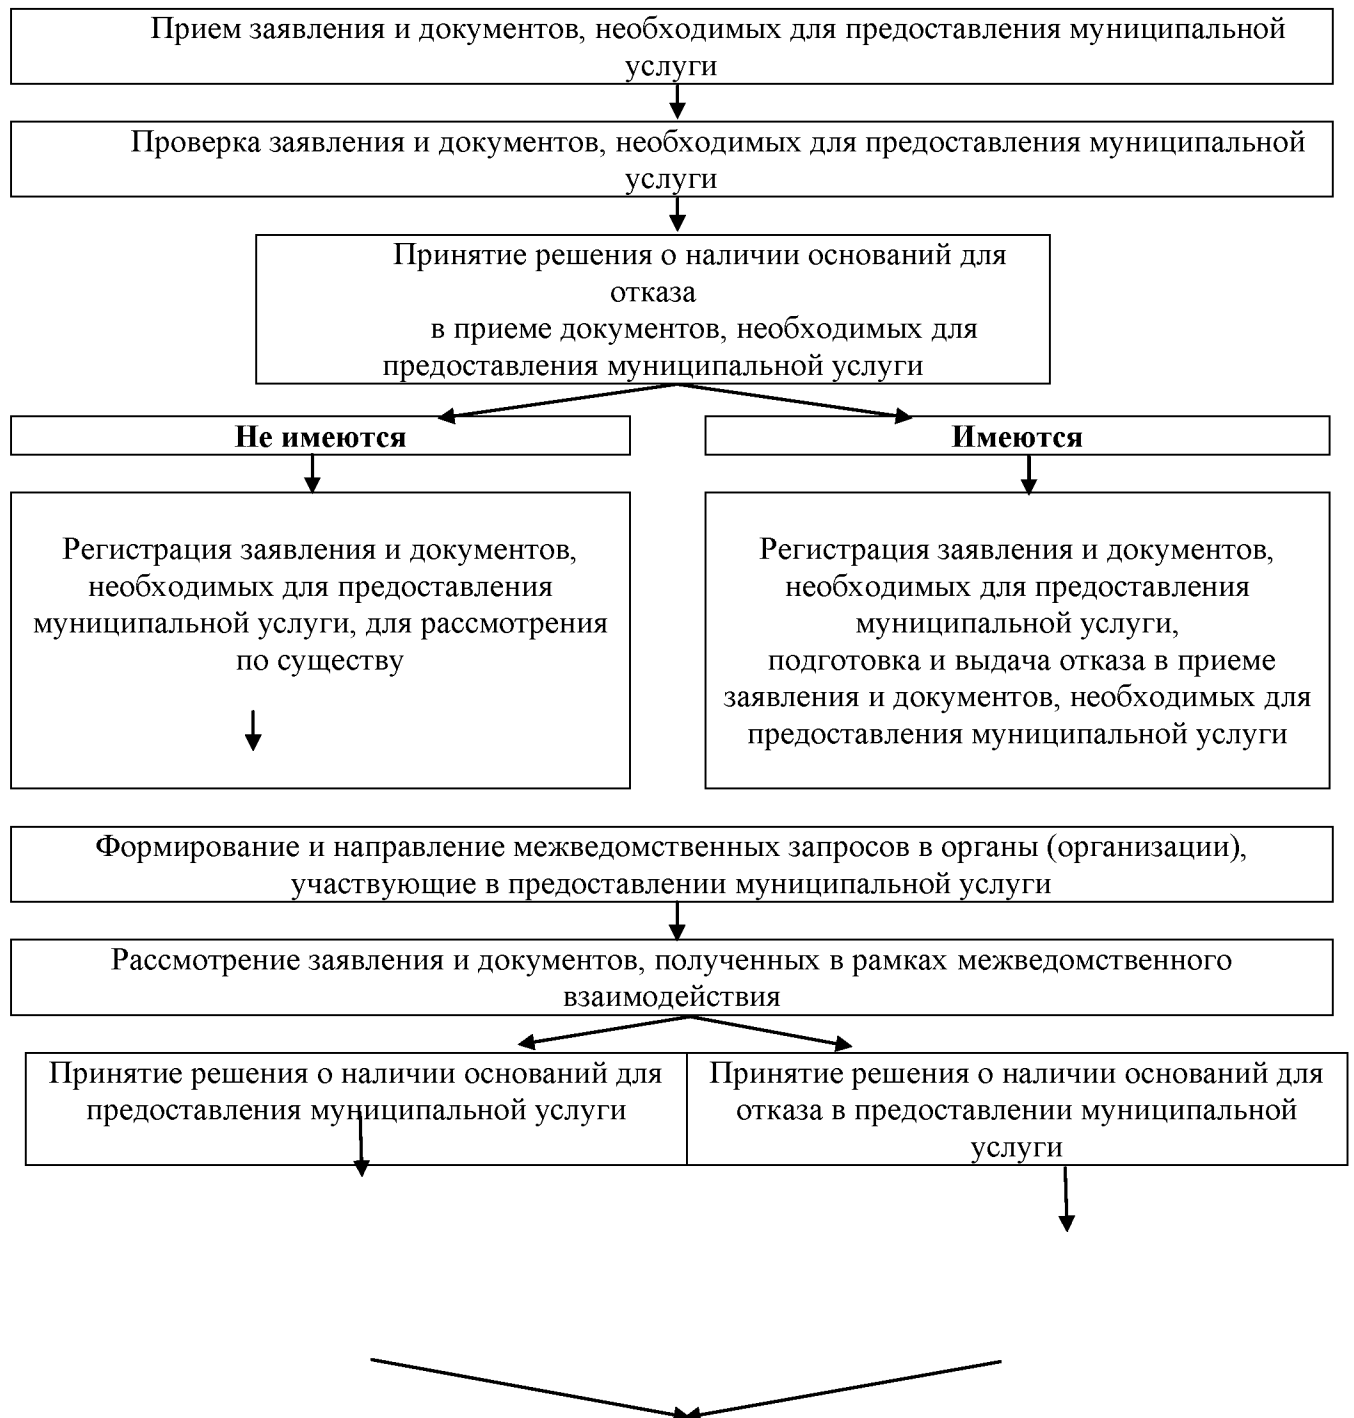 Прием заявления и документов, необходимых для предоставления муниципальной
услуги
Проверка заявления и документов, необходимых для предоставления муниципальной
услуги
Принятие решения о наличии оснований для
отказа
в приеме документов, необходимых для
предоставления муниципальной услуги
Не имеются
Имеются
Регистрация заявления и документов,
необходимых для предоставления
муниципальной услуги, для рассмотрения
по существу
Регистрация заявления и документов,
необходимых для предоставления
муниципальной услуги,
подготовка и выдача отказа в приеме
заявления и документов, необходимых для
предоставления муниципальной услуги
Формирование и направление межведомственных запросов в органы (организации),
участвующие в предоставлении муниципальной услуги
Рассмотрение заявления и документов, полученных в рамках межведомственного
взаимодействия
Принятие решения о наличии оснований для
предоставления муниципальной услуги
Принятие решения о наличии оснований для
отказа в предоставлении муниципальной
услуги